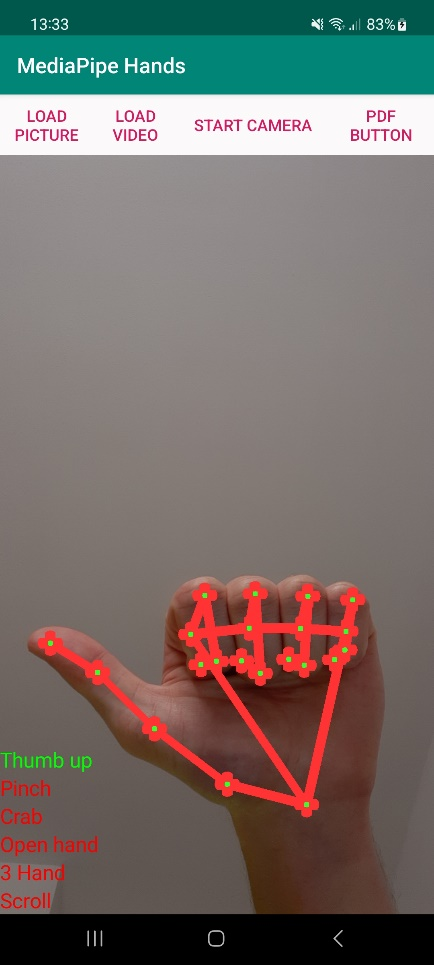 13:33
83%
MediaPipe Hands
LOAD PICTURE
LOAD VIDEO
START CAMERA
PDF BUTTON
Thumb up
Pinch
Crab
Open hand
3 Hand
Scroll